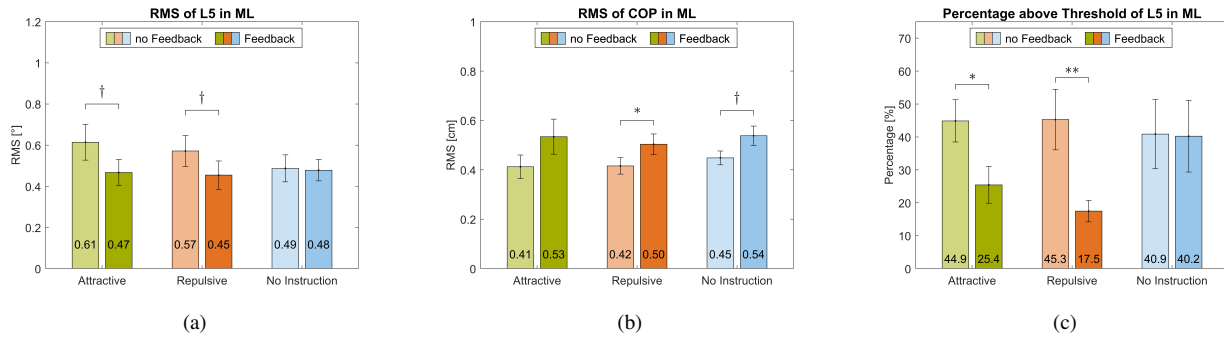 RMS of L5 in ML
no Feedback Feedback
RMS [°]
1.2
1
0.8
0.6
0.4
0.2
0
† †
0.61 0.47 0.57 0.45 0.49 0.48
Attractive Repulsive No Instruction
(a)
RMS of COP in ML
no Feedback Feedback
RMS [cm]
1
0.8
0.6
0.4
0.2
0
* †
0.41 0.53 0.42 0.50 0.45 0.54
Attractive Repulsive No Instruction
(b)
Percentage above Threshold of L5 in ML
no Feedback Feedback
Percentage [%]
70
60
50
40
30
20
10
0
* **
44.9 25.4 45.3 17.5 40.9 40.2
Attractive Repulsive No Instruction
(c)